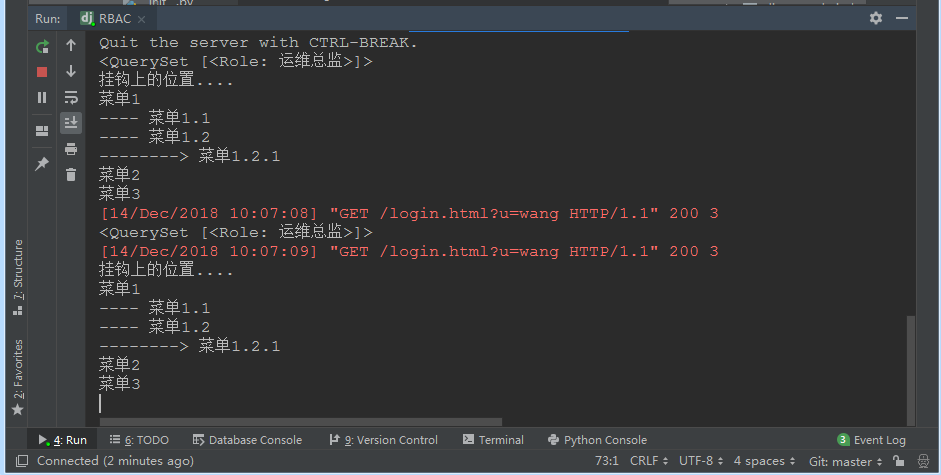 init .py
Run: RBAC
Quit the server with CTRL-BREAK.
<QuerySet [<Role: 运维总监>]>
挂钩上的位置....
菜单1
---- 菜单1.1
---- 菜单1.2
--------> 菜单1.2.1
菜单2
菜单3
[14/Dec/2018 10:07:08] "GET /login.html?u=wang HTTP/1.1" 200 3
<QuerySet [<Role: 运维总监>]>
[14/Dec/2018 10:07:09] "GET /login.html?u=wang HTTP/1.1" 200 3
挂钩上的位置....
菜单1
---- 菜单1.1
---- 菜单1.2
--------> 菜单1.2.1
菜单2
菜单3
7: Structure
2: Favorites
4: Run 6: TODO Database Console 9: Version Control Terminal Python Console 3 Event Log
Connected (2 minutes ago) 73:1 CRLF UTF-8 4 spaces Git: master